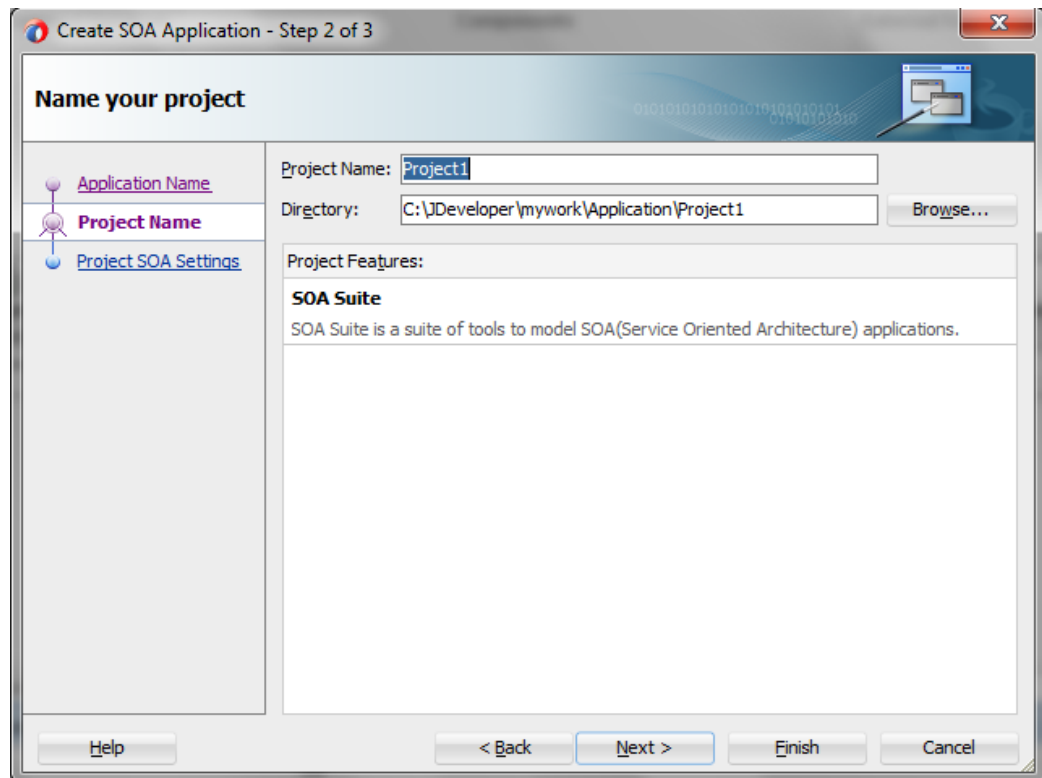 Create SOA Application - Step 2 of 3
Name your project
Application Name
Project Name
Project SOA Settings
Project Name: Project1
Directory: C:\JDeveloper\mywork\Application\Project1 Browse...
Project Features:
SOA Suite
SOA Suite is a suite of tools to model SOA(Service Oriented Architecture) applications.
Help < Back Next > Finish Cancel